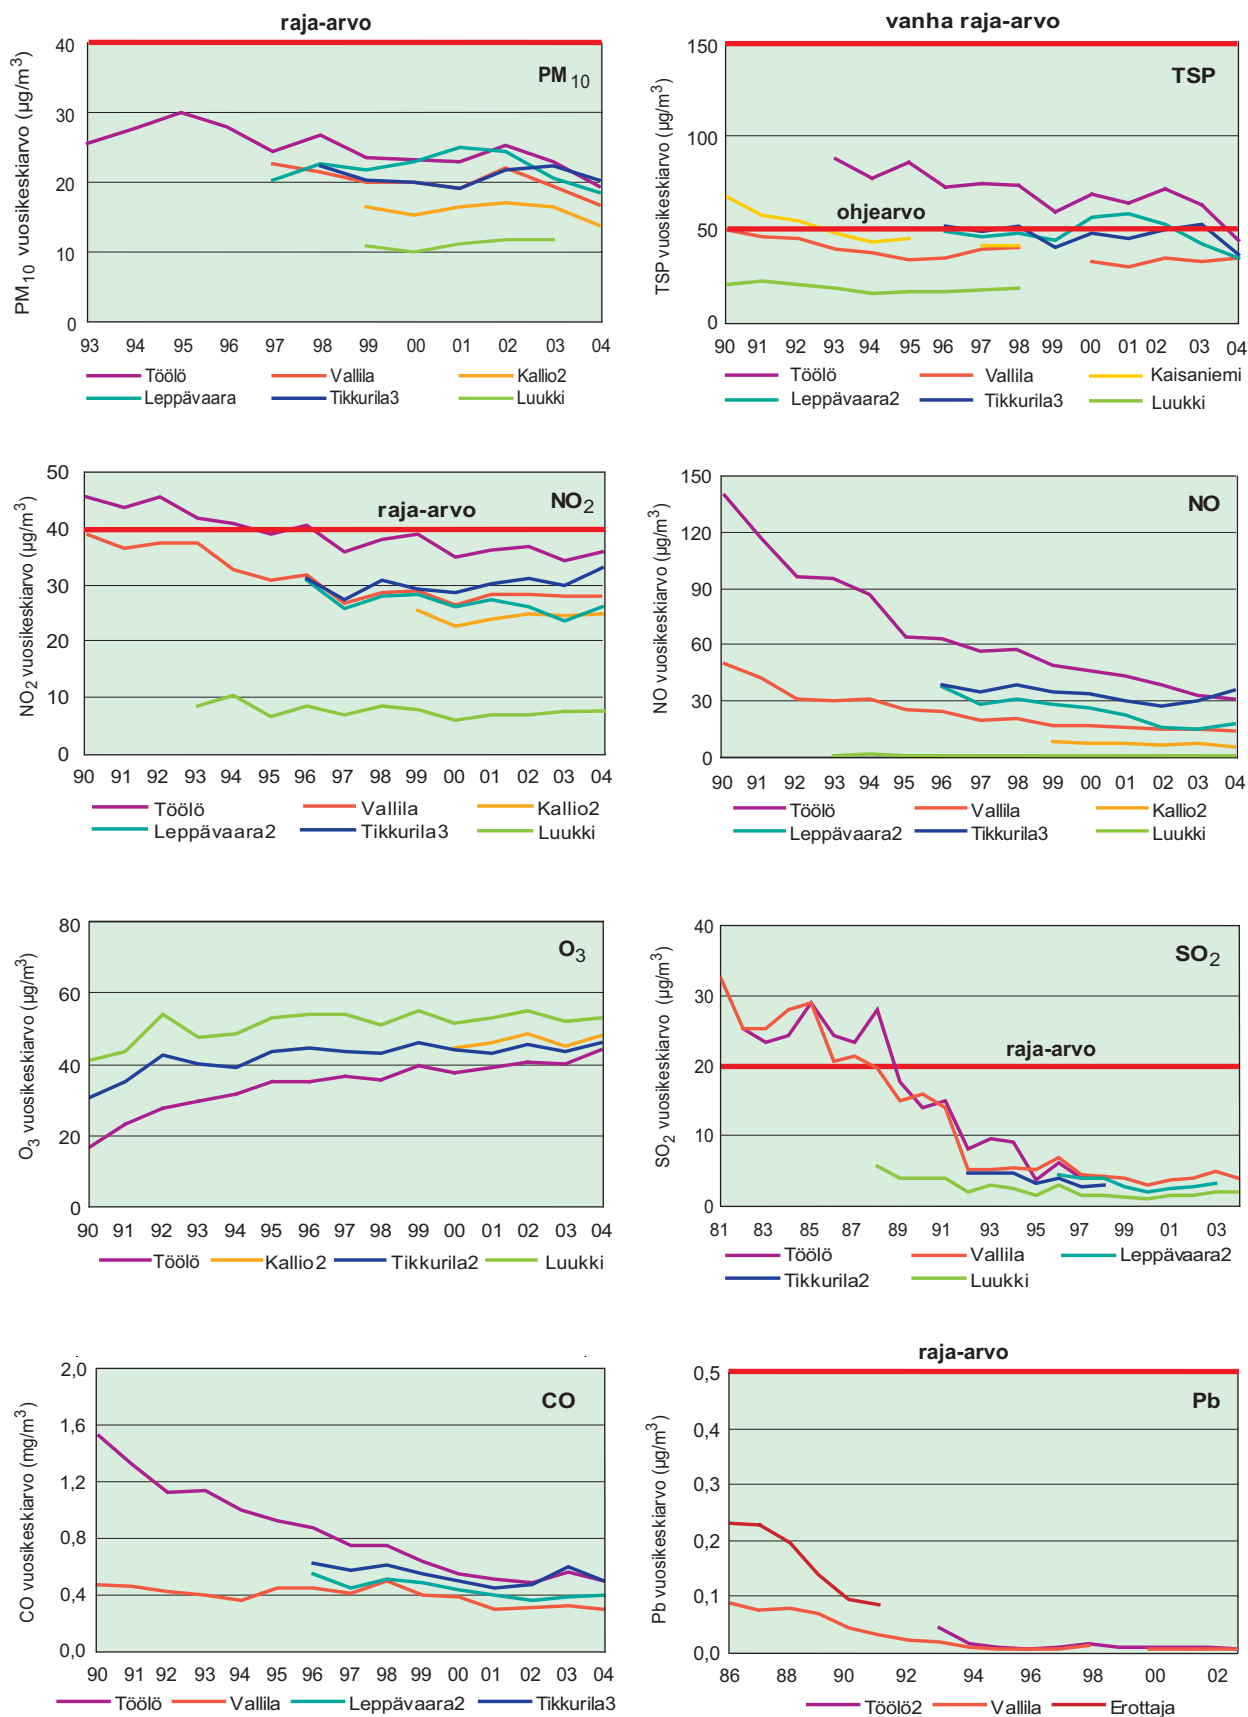 raja-arvo
PM10 vuosikeskiarvo (µg/m³)
40
30
20
10
0
PM 10
93 94 95 96 97 98 99 00 01 02 03 04
Töölö Vallila Kallio2
Leppävaara Tikkurila3 Luukki
vanha raja-arvo
TSP vuosikeskiarvo (µg/m³)
150
100
50
0
TSP
ohjearvo
90 91 92 93 94 95 96 97 98 99 00 01 02 03 04
Töölö Vallila Kaisaniemi
Leppävaara2 Tikkurila3 Luukki
NO2 vuosikeskiarvo (µg/m³)
50
40
30
20
10
0
raja-arvo
NO2
90 91 92 93 94 95 96 97 98 99 00 01 02 03 04
Töölö Vallila Kallio2
Leppävaara2 Tikkurila3 Luukki
NO vuosikeskiarvo (µg/m³)
150
120
90
60
30
0
NO
90 91 92 93 94 95 96 97 98 99 00 01 02 03 04
Töölö Vallila Kallio2
Leppävaara2 Tikkurila3 Luukki
O3 vuosikeskiarvo (µg/m³)
80
60
40
20
0
O3
90 91 92 93 94 95 96 97 98 99 00 01 02 03 04
Töölö Kallio2 Tikkurila2 Luukki
SO2 vuosikeskiarvo (µg/m³)
40
30
20
10
0
SO2
raja-arvo
81 83 85 87 89 91 93 95 97 99 01 03
Töölö Vallila Leppävaara2
Tikkurila2 Luukki
CO vuosikeskiarvo (mg/m³)
2,0
1,6
1,2
0,8
0,4
0,0
CO
90 91 92 93 94 95 96 97 98 99 00 01 02 03 04
Töölö Vallila Leppävaara2 Tikkurila3
raja-arvo
Pb vuosikeskiarvo (µg/m³)
0,5
0,4
0,3
0,2
0,1
0,0
Pb
86 88 90 92 94 96 98 00 02
Töölö2 Vallila Erottaja